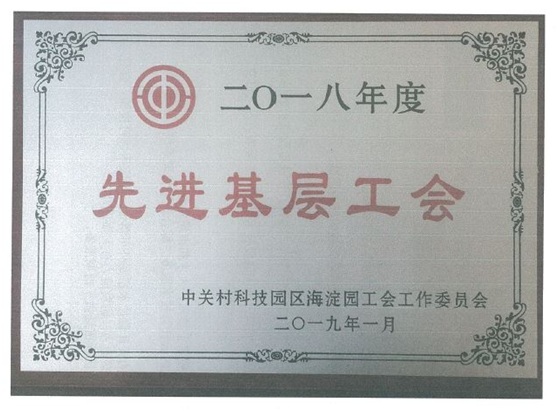 二〇一八年度
先进基层工会
中关村科技园区海淀园工会工作委员会
二〇一九年一月